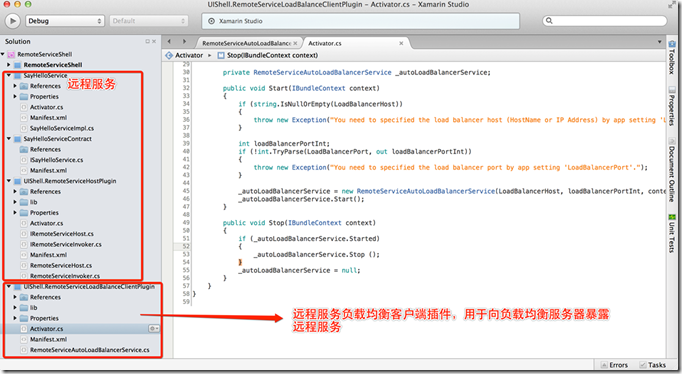 UIShell.RemoteServiceLoadBalanceClientPlugin – Activator.cs – Xamarin Studio
Debug
Default
Xamarin Studio
Solution
RemoteServiceAutoLoadBalance
Activator.cs
Activator
Stop(IBundleContext context)
RemoteServiceShell
RemoteServiceShell
SayHelloService
远程服务
References
Properties
Activator.cs
Manifest.xml
SayHelloServiceImpl.cs
SayHelloServiceContract
References
ISayHelloService.cs
Manifest.xml
UIShell.RemoteServiceHostPlugin
References
lib
Properties
Activator.cs
IRemoteServiceHost.cs
IRemoteServiceInvoker.cs
Manifest.xml
RemoteServiceHost.cs
RemoteServiceInvoker.cs
UIShell.RemoteServiceLoadBalanceClientPlugin
References
lib
Properties
Activator.cs
Manifest.xml
RemoteServiceAutoLoadBalancerService.cs
29
30 private RemoteServiceAutoLoadBalancerService _autoLoadBalancerService;
31
32 public void Start(IBundleContext context)
33 {
34 if (string.IsNullOrEmpty(LoadBalancerHost))
35 {
36 throw new Exception("You need to specified the load balancer host (HostName or IP Address) by app setting 'L
37 }
38
39 int loadBalancerPortInt;
40 if (!int.TryParse(LoadBalancerPort, out loadBalancerPortInt))
41 {
42 throw new Exception("You need to specified the load balancer port by app setting 'LoadBalancerPort'.");
43 }
44
45 _autoLoadBalancerService = new RemoteServiceAutoLoadBalancerService(LoadBalancerHost, loadBalancerPortInt, conte
46 _autoLoadBalancerService.Start();
47 }
48
49 public void Stop(IBundleContext context)
50 {
51 if (_autoLoadBalancerService.Started)
52 {
53 _autoLoadBalancerService.Stop ();
54 }
55 _autoLoadBalancerService = null;
56 }
57 }
58 }
59
远程服务负载均衡客户端插件，用于向负载均衡服务器暴露
远程服务
Toolbox
Properties
Document Outline
Unit Tests
Errors
Tasks